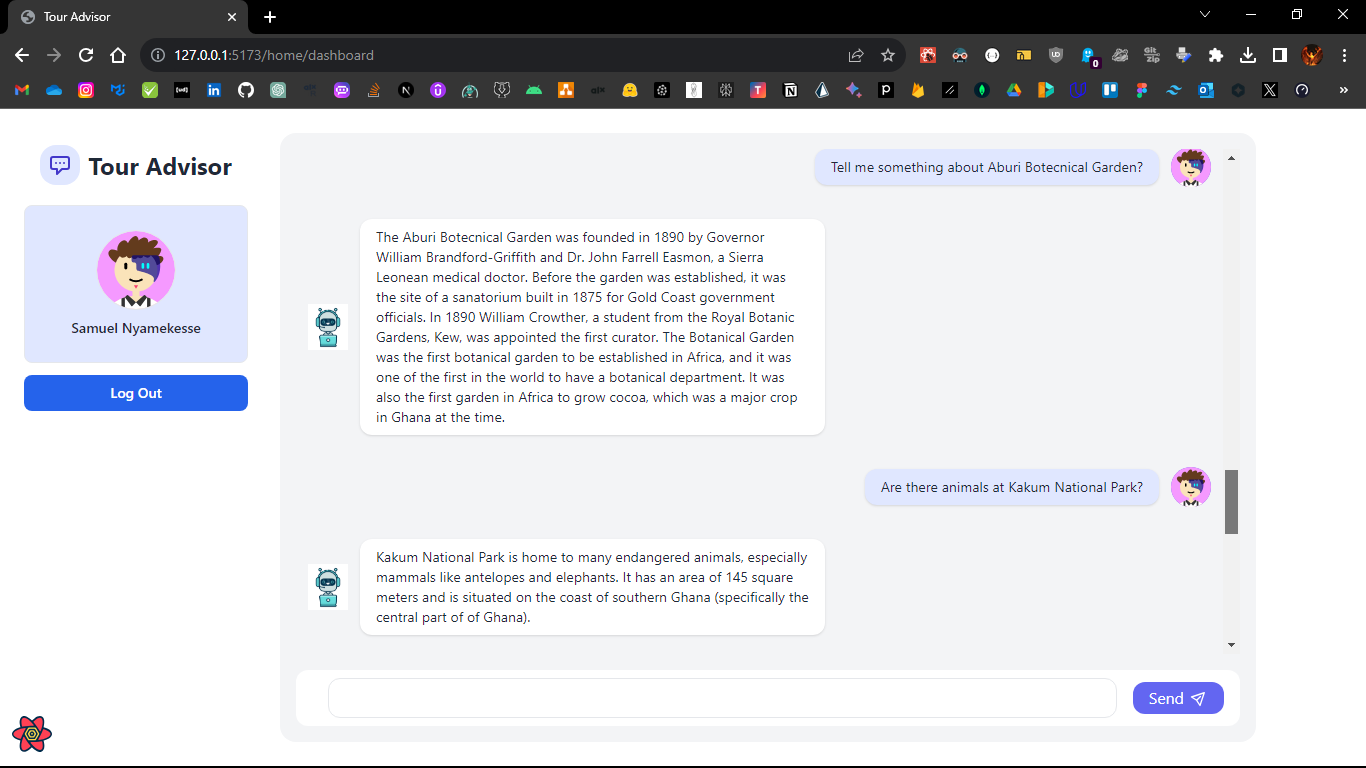 Tour Advisor
127.0.0.1:5173/home/dashboard
Tour Advisor
Samuel Nyamekesse
Log Out
Tell me something about Aburi Botecnical Garden?
The Aburi Botecnical Garden was founded in 1890 by Governor
William Brandford-Griffith and Dr. John Farrell Easmon, a Sierra
Leonean medical doctor. Before the garden was established, it was
the site of a sanatorium built in 1875 for Gold Coast government
officials. In 1890 William Crowther, a student from the Royal Botanic
Gardens, Kew, was appointed the first curator. The Botanical Garden
was the first botanical garden to be established in Africa, and it was
one of the first in the world to have a botanical department. It was
also the first garden in Africa to grow cocoa, which was a major crop
in Ghana at the time.
Are there animals at Kakum National Park?
Kakum National Park is home to many endangered animals, especially
mammals like antelopes and elephants. It has an area of 145 square
meters and is situated on the coast of southern Ghana (specifically the
central part of of Ghana).
Send